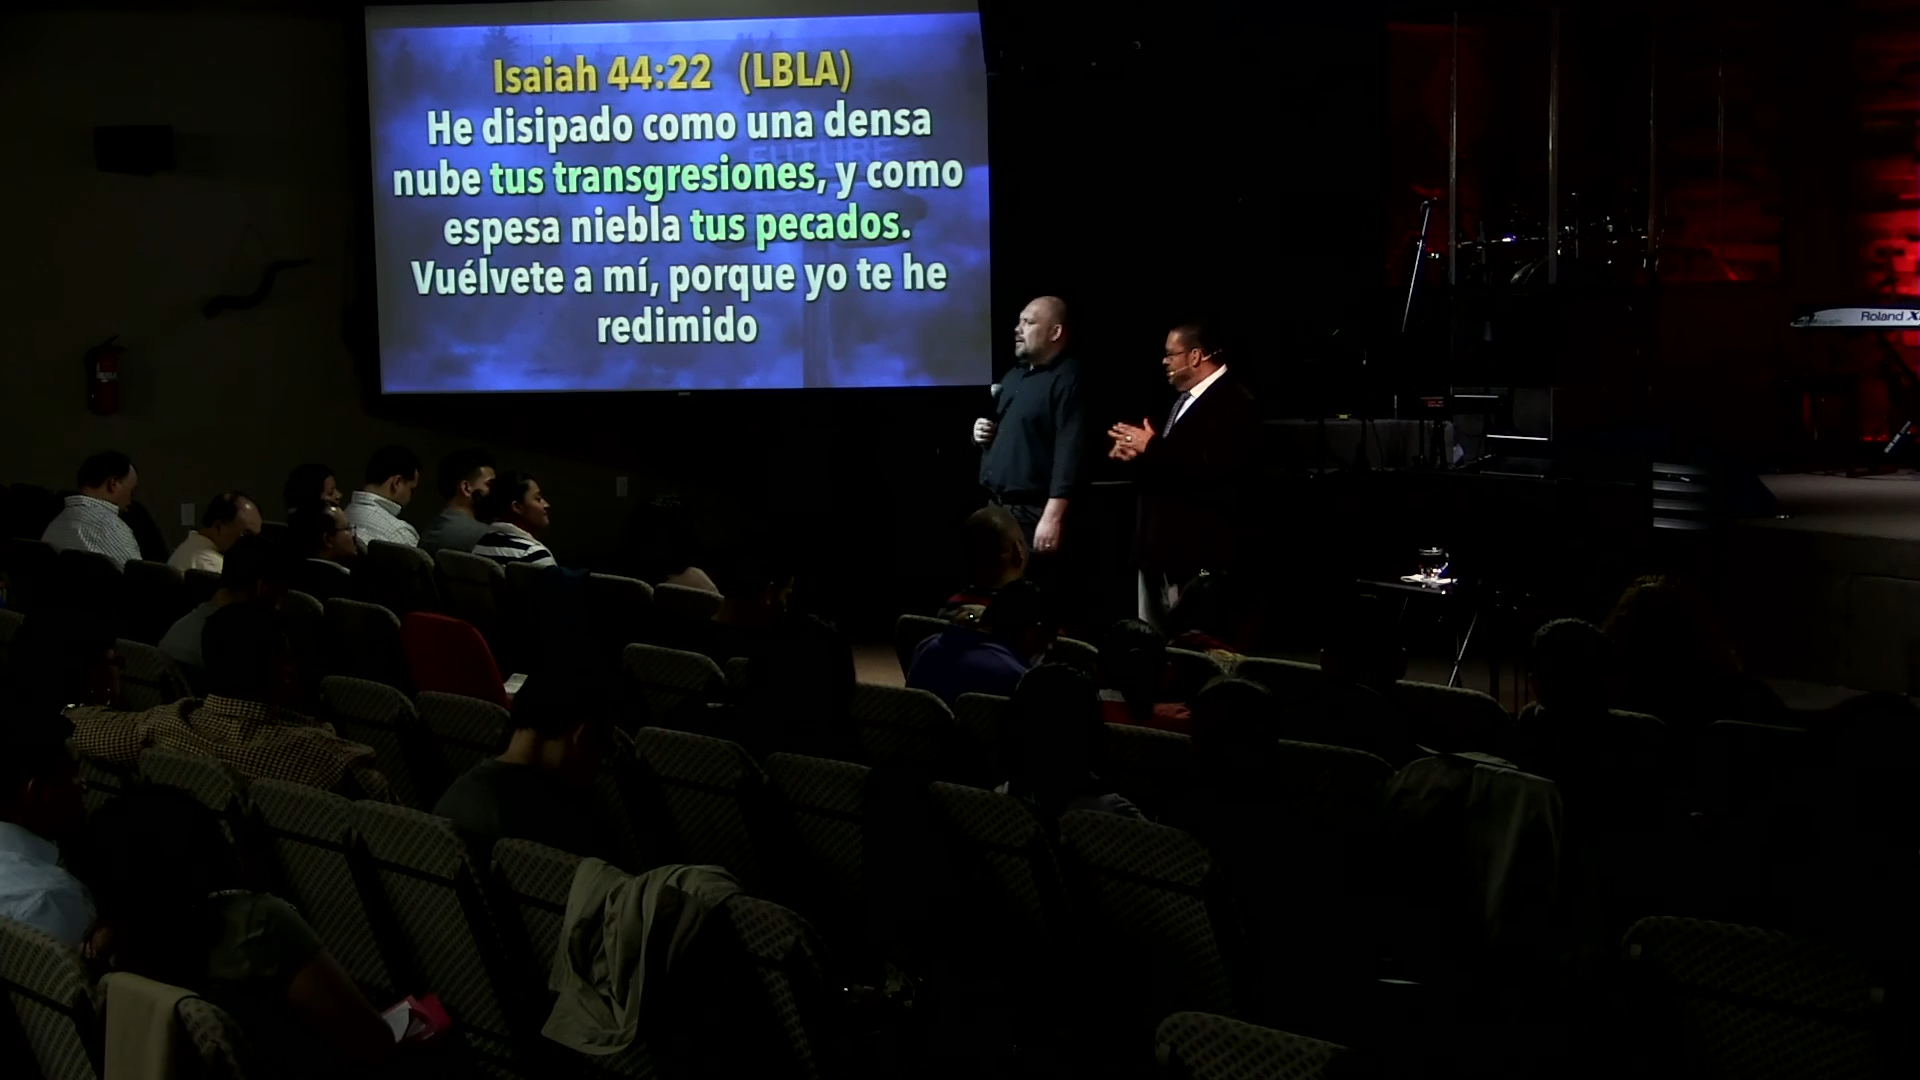 Isaiah 44:22 (LBLA)
He disipado como una densa
nube tus transgresiones, y como
espesa niebla tus pecados.
Vuélvete a mí, porque yo te he
redimido
FUTURE
Roland